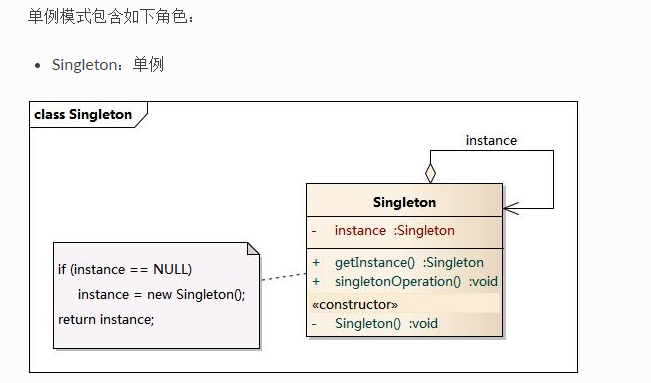 单例模式包含如下角色：
• Singleton：单例
class Singleton
instance
Singleton
- instance :Singleton
+ getInstance() :Singleton
+ singletonOperation() :void
«constructor»
- Singleton() :void
if (instance == NULL)
instance = new Singleton();
return instance;